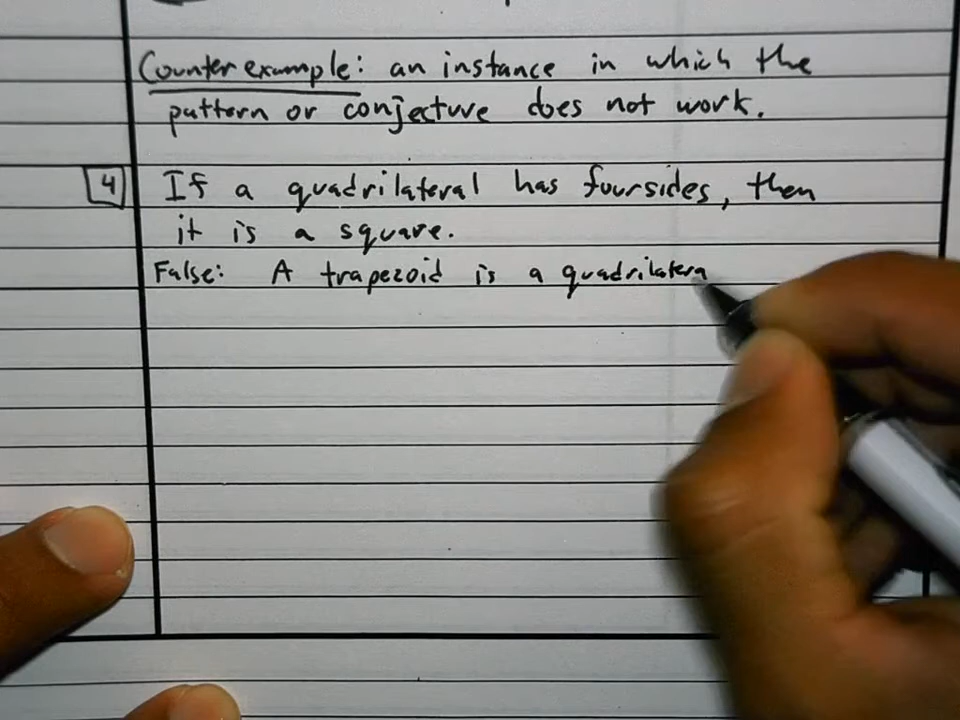 Counterexample: an instance in which the
pattern or conjecture does not work.
4 If a quadrilateral has foursides, then
it is a square.
False: A trapezoid is a quadrilatera